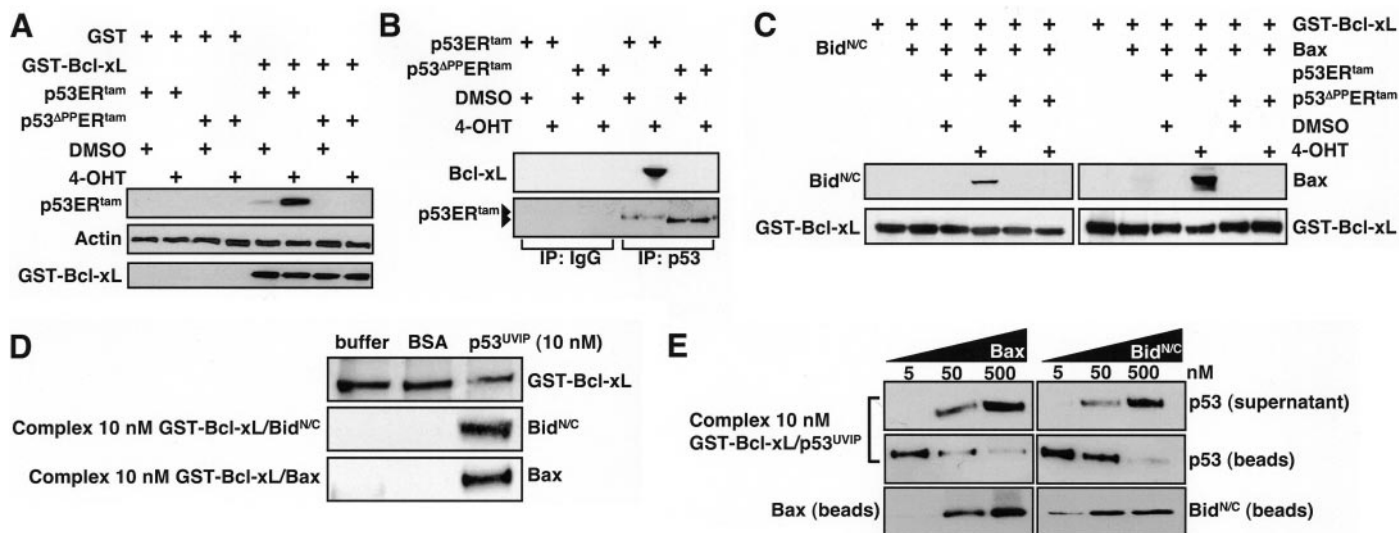 A
GST + + + +
GST-Bcl-xL + + + +
p53ERtam + + + +
p53ΔPPERtam + + + +
DMSO + + + +
4-OHT + + + +
p53ERtam
Actin
GST-Bcl-xL
B
p53ERtam + + + +
p53ΔPPERtam + + + +
DMSO + + + +
4-OHT + + + +
Bcl-xL
p53ERtam
IP: IgG IP: p53
C
+ + + + + + + + + + + + GST-Bcl-xL
BidN/C + + + + + + + + + + Bax
+ + + + p53ERtam
+ + + + p53ΔPPERtam
+ + + + DMSO
+ + + + 4-OHT
BidN/C Bax
GST-Bcl-xL GST-Bcl-xL
D
buffer BSA p53UVIP (10 nM)
GST-Bcl-xL
Complex 10 nM GST-Bcl-xL/BidN/C BidN/C
Complex 10 nM GST-Bcl-xL/Bax Bax
E
Bax BidN/C
5 50 500 5 50 500 nM
Complex 10 nM
GST-Bcl-xL/p53UVIP
p53 (supernatant)
p53 (beads)
Bax (beads) BidN/C (beads)